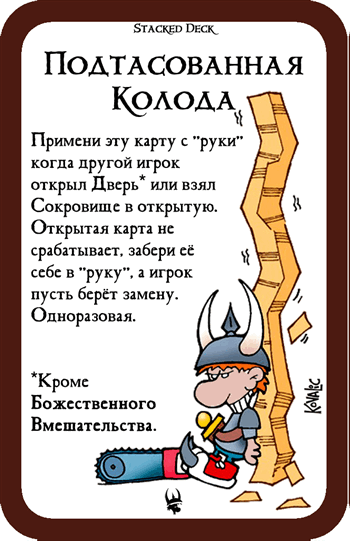 Stacked Deck
Подтасованная
Колода
Примени эту карту с "руки"
когда другой игрок
открыл Дверь* или взял
Сокровище в открытую.
Открытая карта не
срабатывает, забери её
себе в "руку", а игрок
пусть берёт замену.
Одноразовая.
*Кроме
Божественного
Вмешательства.
Kovalic